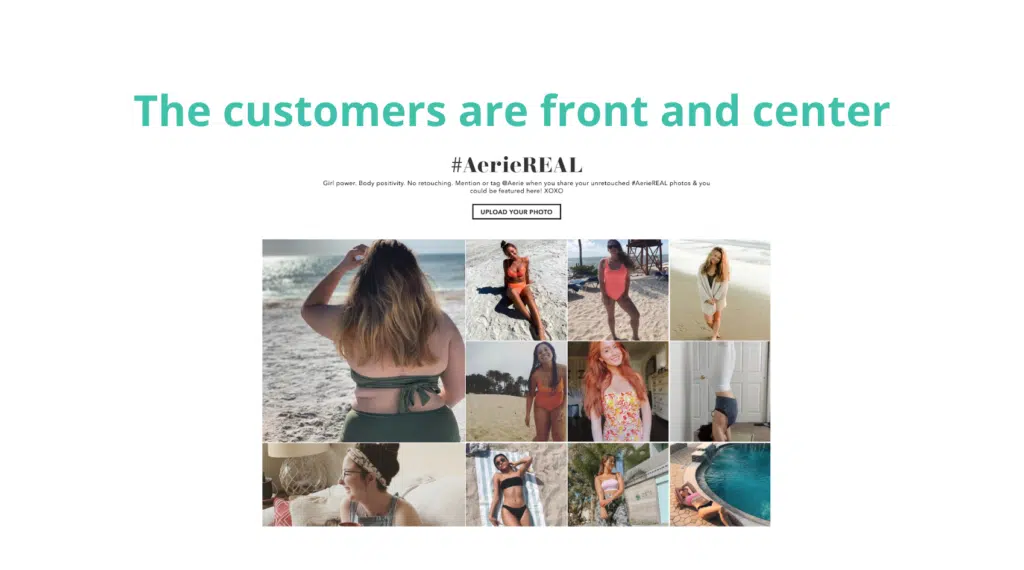 The customers are front and center
#AerieREAL
Girl power. Body positivity. No retouching. Mention or tag @Aerie when you share your unretouched #AerieREAL photos & you
could be featured here! XOXO
UPLOAD YOUR PHOTO